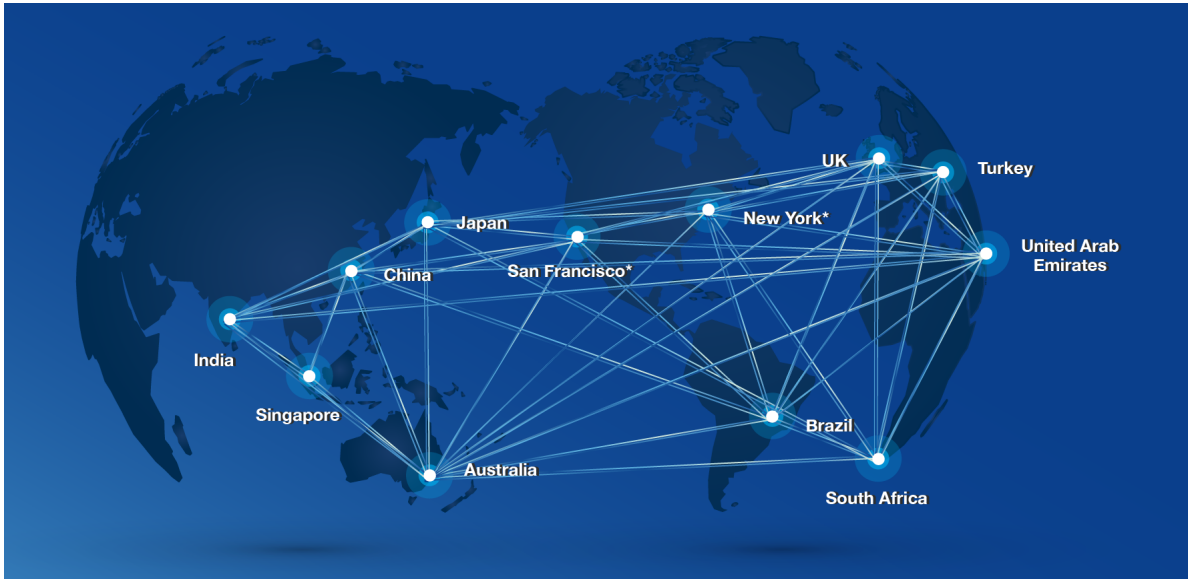 UK
Turkey
Japan
New York*
United Arab
Emirates
China
San Francisco*
India
Singapore
Brazil
Australia
South Africa